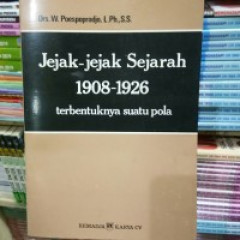 Drs. W. Poespoprodjo, L.Ph.,S.S.
Jejak-jejak Sejarah
1908-1926
terbentuknya suatu pola
REMADJA KARYA CV